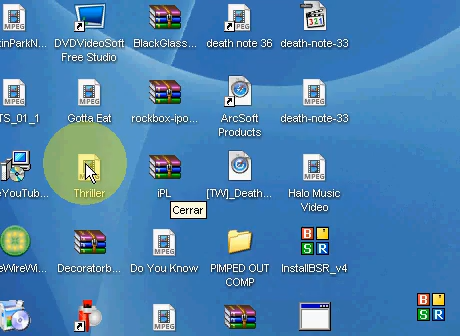 tinParkN...
DVDVideoSoft
Free Studio
BlackGlass...
death note 36
death-note-33
TS_01_1
Gotta Eat
rockbox-ipo...
ArcSoft
Products
death-note-33
eYouTub...
Thriller
iPL
[TW]_Death...
Halo Music
Video
Cerrar
eWireWi...
Decoratorb...
Do You Know
PIMPED OUT
COMP
InstallBSR_v4